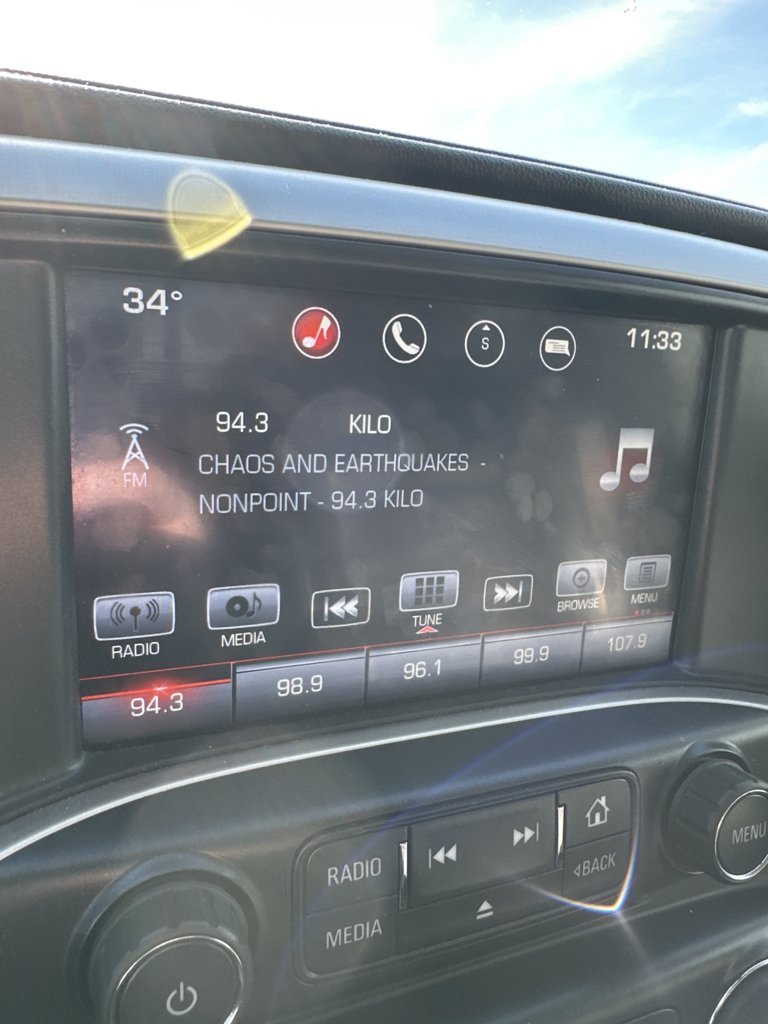 34°
S
11:33
94.3 KILO
FM
CHAOS AND EARTHQUAKES -
NONPOINT - 94.3 KILO
RADIO
MEDIA
TUNE
BROWSE
MENU
94.3
98.9
96.1
99.9
107.9
RADIO
MEDIA
◁BACK
MENU